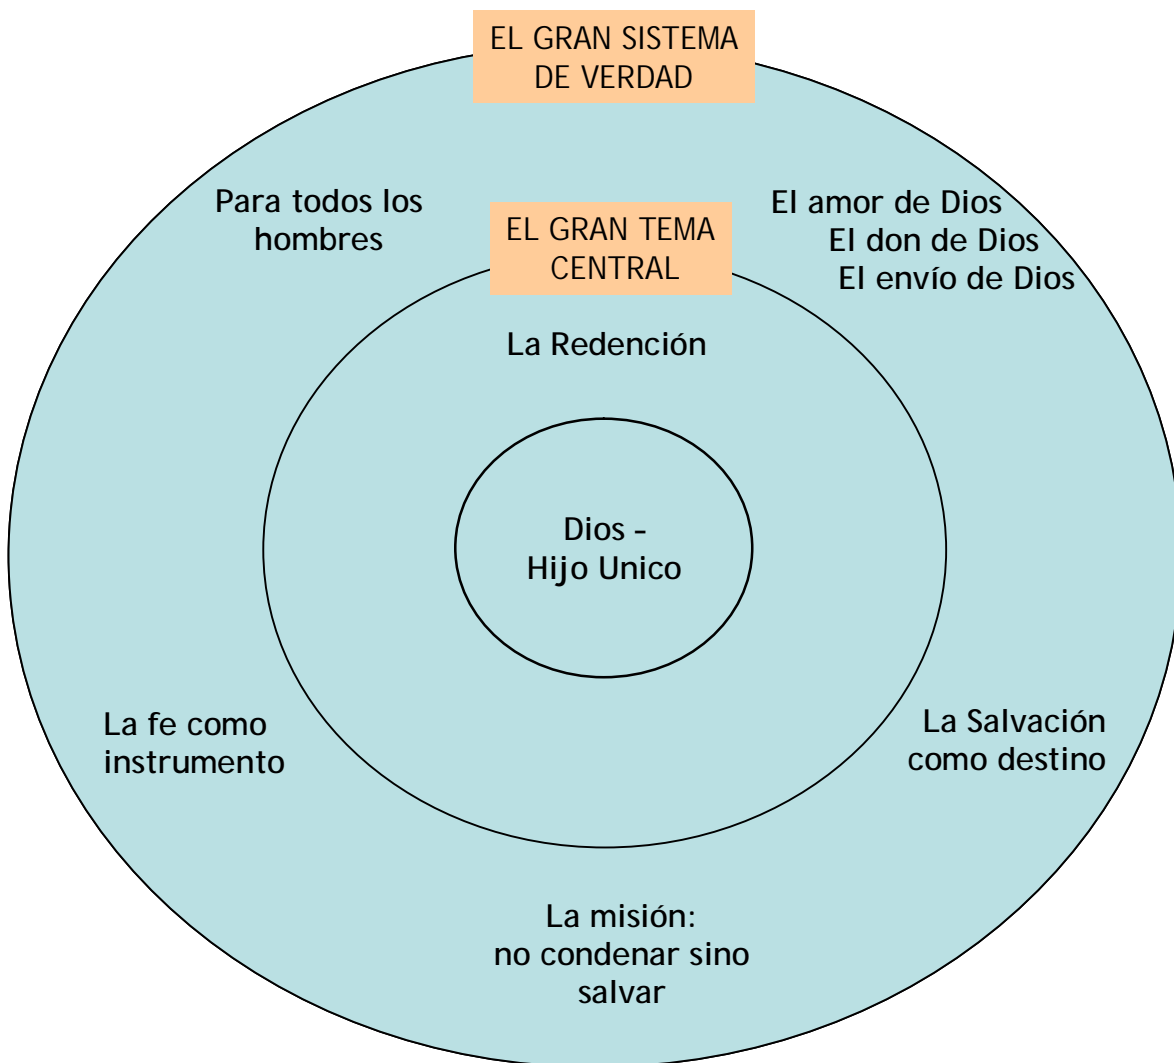 EL GRAN SISTEMA
DE VERDAD
Para todos los
hombres
El amor de Dios
El don de Dios
El envío de Dios
EL GRAN TEMA
CENTRAL
La Redención
Dios -
Hijo Unico
La fe como
instrumento
La Salvación
como destino
La misión:
no condenar sino
salvar